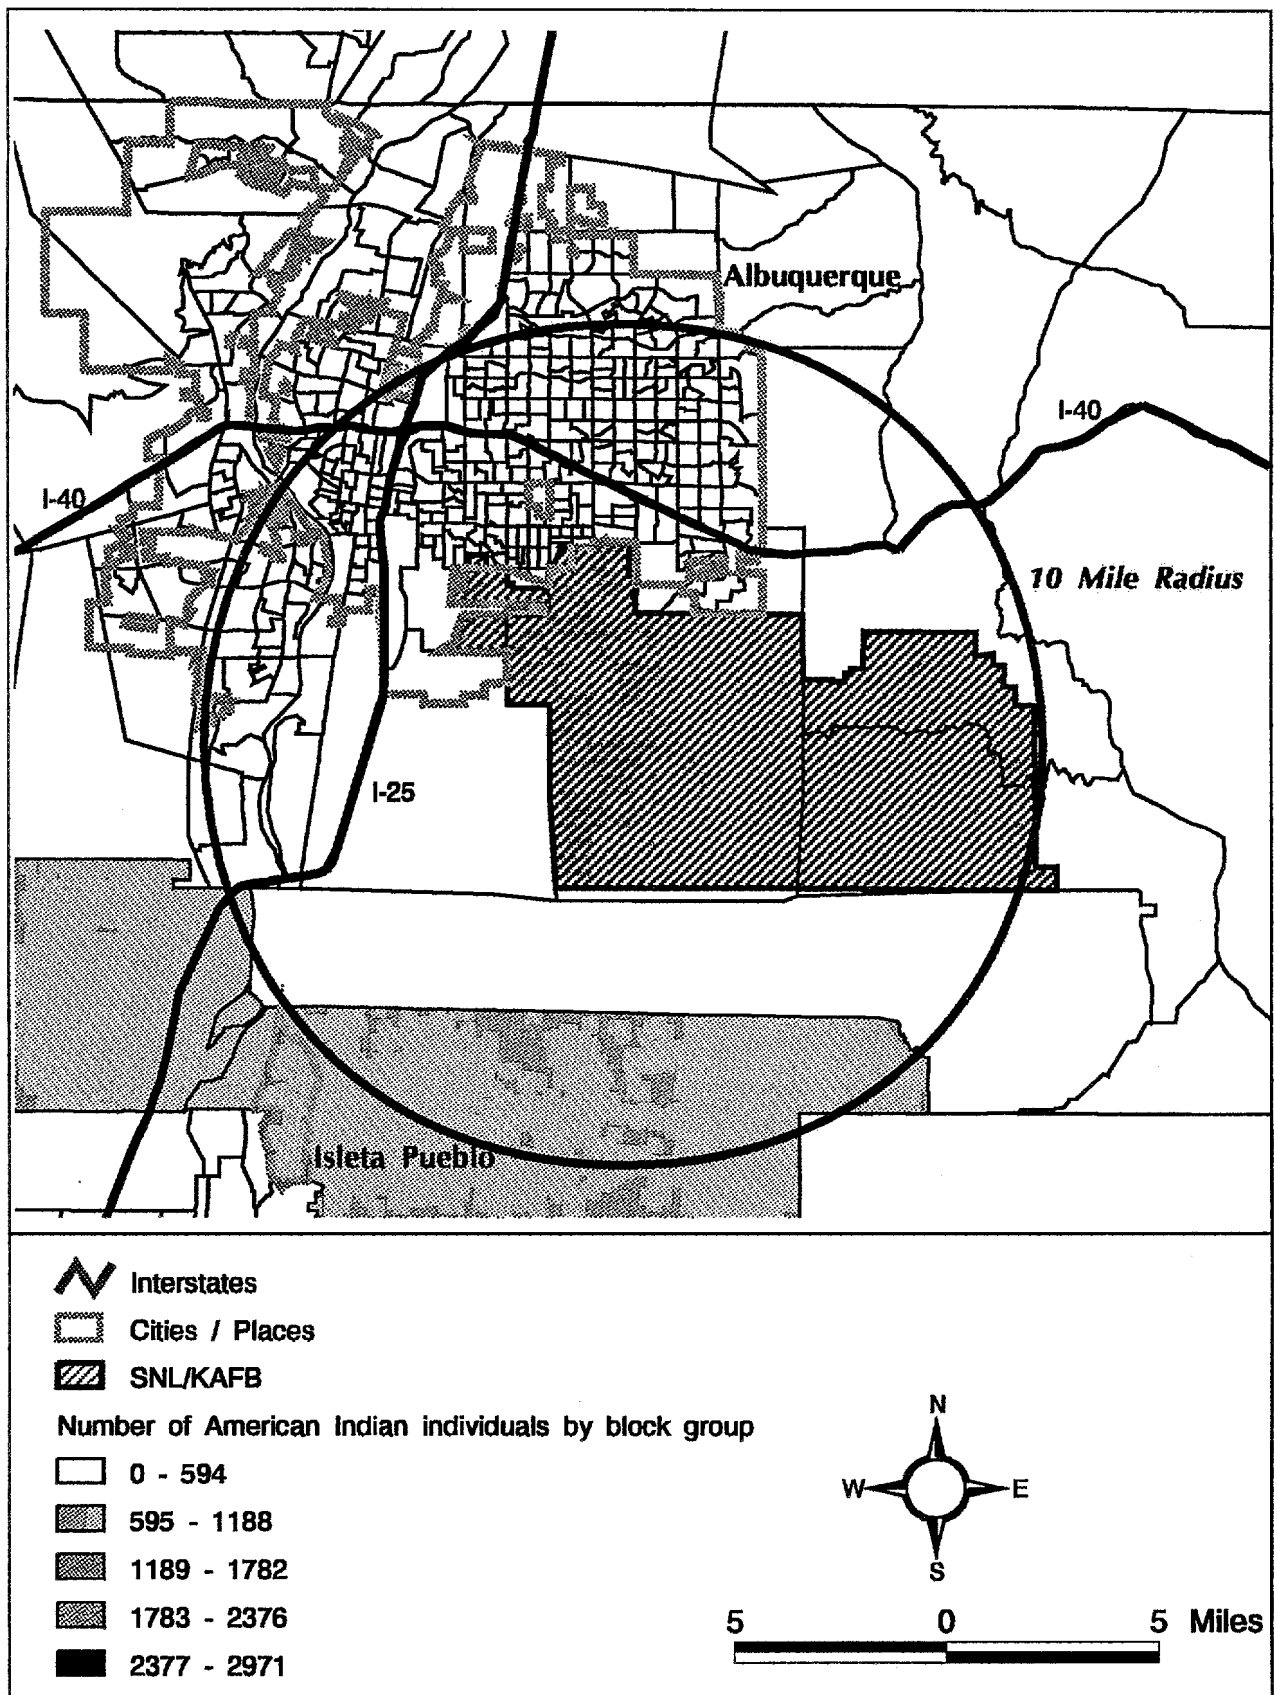 Albuquerque
I-40
I-40
10 Mile Radius
I-25
Isleta Pueblo
Interstates
Cities / Places
SNL/KAFB
Number of American Indian individuals by block group
0 - 594
595 - 1188
1189 - 1782
1783 - 2376
2377 - 2971
N
W E
S
5 0 5 Miles